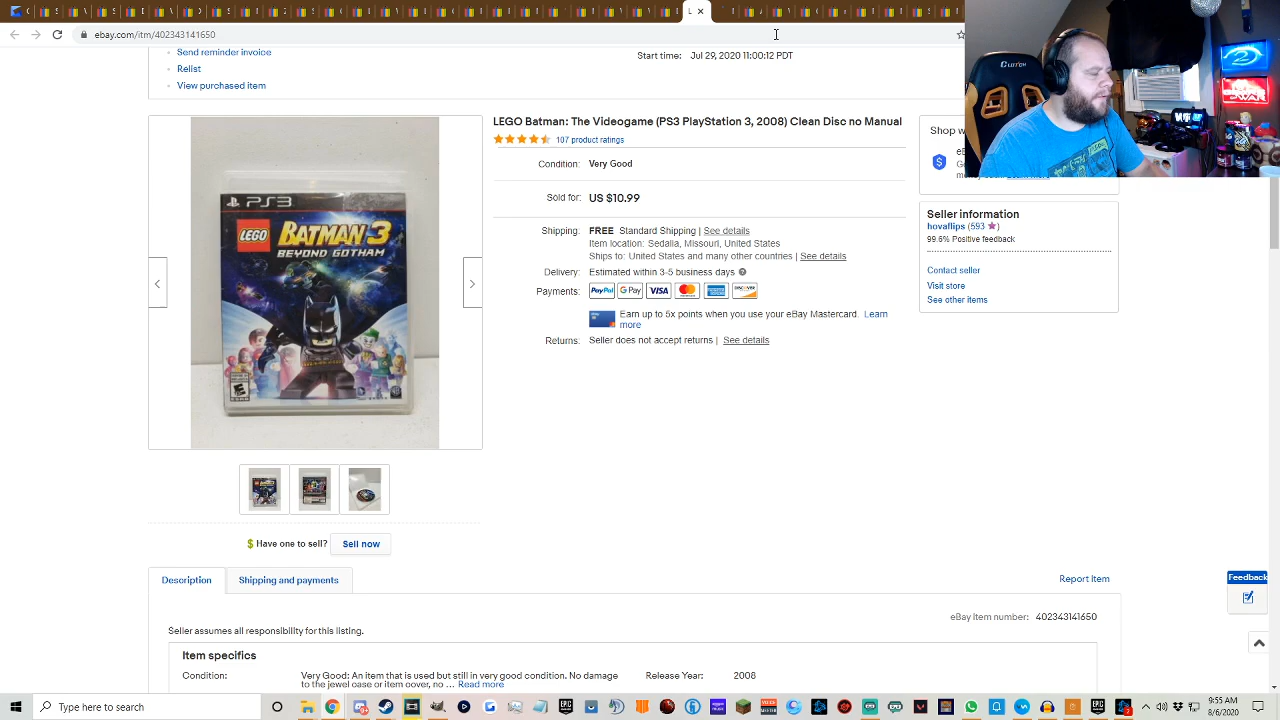 ebay.com/itm/402343141650
Send reminder invoice
Relist
View purchased item
Start time: Jul 29, 2020 11:00:12 PDT
LEGO Batman: The Videogame (PS3 PlayStation 3, 2008) Clean Disc no Manual
107 product ratings
Condition: Very Good
Sold for: US $10.99
Shipping: FREE Standard Shipping | See details
Item location: Sedalia, Missouri, United States
Ships to: United States and many other countries | See details
Delivery: Estimated within 3-5 business days
Payments: PayPal G Pay VISA
Earn up to 5x points when you use your eBay Mastercard. Learn
more
Returns: Seller does not accept returns | See details
Shop w
Seller information
hovaflips (593)
99.6% Positive feedback
Contact seller
Visit store
See other items
PS3
LEGO BATMAN 3
BEYOND GOTHAM
CLUTCH
Have one to sell? Sell now
Description
Shipping and payments
Report item
eBay item number: 402343141650
Seller assumes all responsibility for this listing.
Item specifics
Condition: Very Good: An item that is used but still in very good condition. No damage
to the jewel case or item cover, no ... Read more
Release Year: 2008
Feedback
Type here to search
9:55 AM
8/6/2020